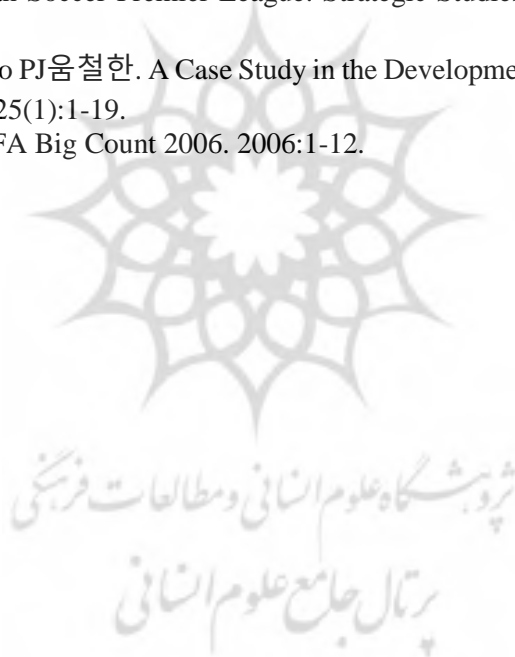 n Soccer Premier League. Strategic Studies
o PJ움철한. A Case Study in the Developme
25(1):1-19.
FA Big Count 2006. 2006:1-12.
پژوهشگاه علوم انسانی و مطالعات فرهنگی
پرتال جامع علوم انسانی